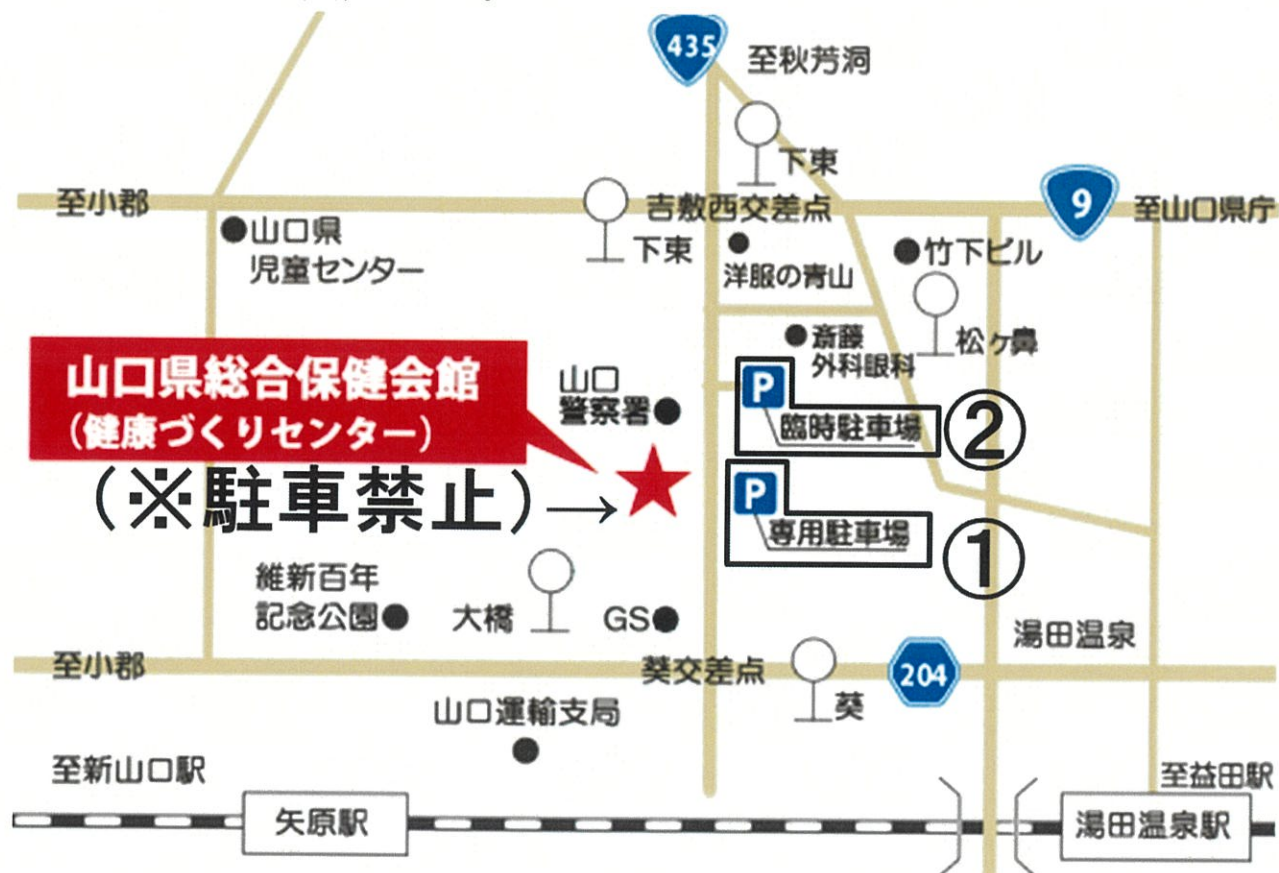 435
至秋芳洞
下東
至小郡
吉敷西交差点
9
至山口県庁
山口県
児童センター
下東
洋服の青山
竹下ビル
松ヶ鼻
斎藤
外科眼科
山口県総合保健会館
(健康づくりセンター)
山口
警察署
P
臨時駐車場
②
(※駐車禁止)→
P
専用駐車場
①
維新百年
記念公園
大橋
GS
湯田温泉
至小郡
葵交差点
204
葵
山口運輸支局
至新山口駅
至益田駅
矢原駅
湯田温泉駅